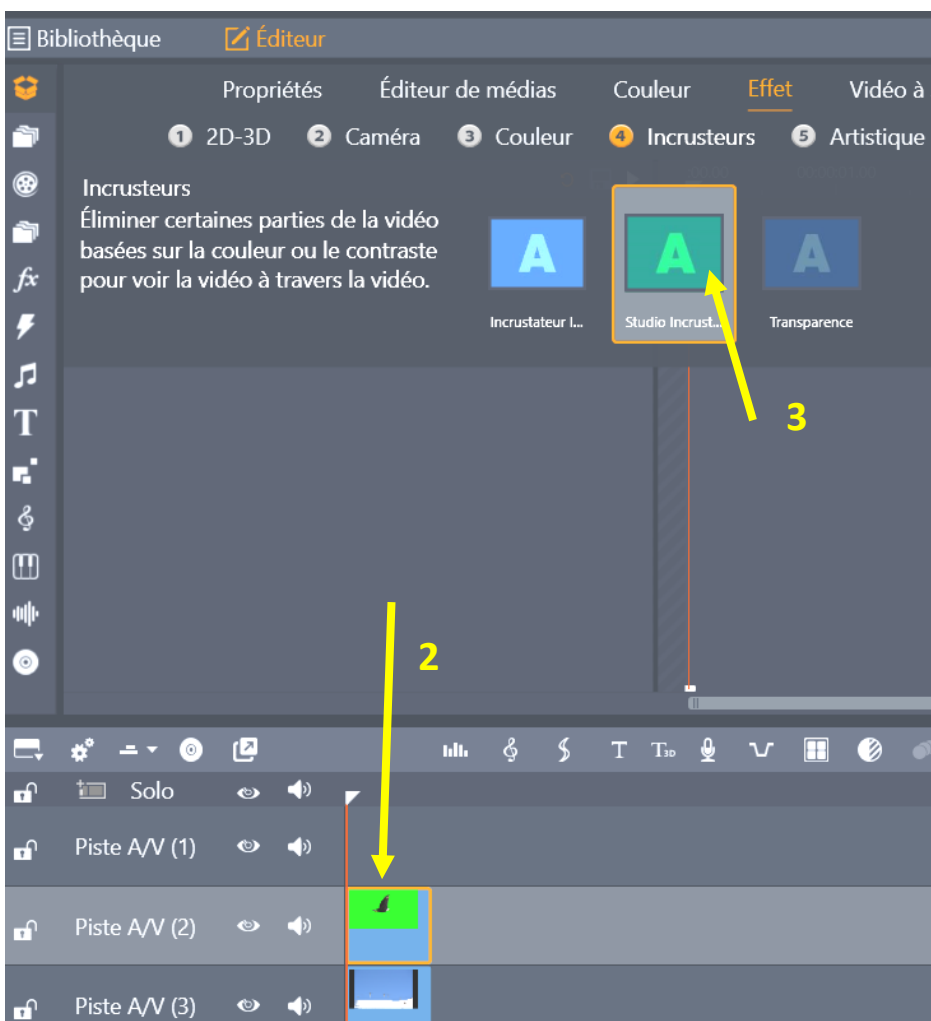 Bibliothèque Éditeur
Propriétés Éditeur de médias Couleur Effet Vidéo à
1 2D-3D 2 Caméra 3 Couleur 4 Incrusteurs 5 Artistique
Incrusteurs
Éliminer certaines parties de la vidéo
basées sur la couleur ou le contraste
pour voir la vidéo à travers la vidéo.
A A A
Incrustateur I... Studio Incrust... Transparence
fx
3
T
2
T T3D
Solo
Piste A/V (1)
Piste A/V (2)
Piste A/V (3)